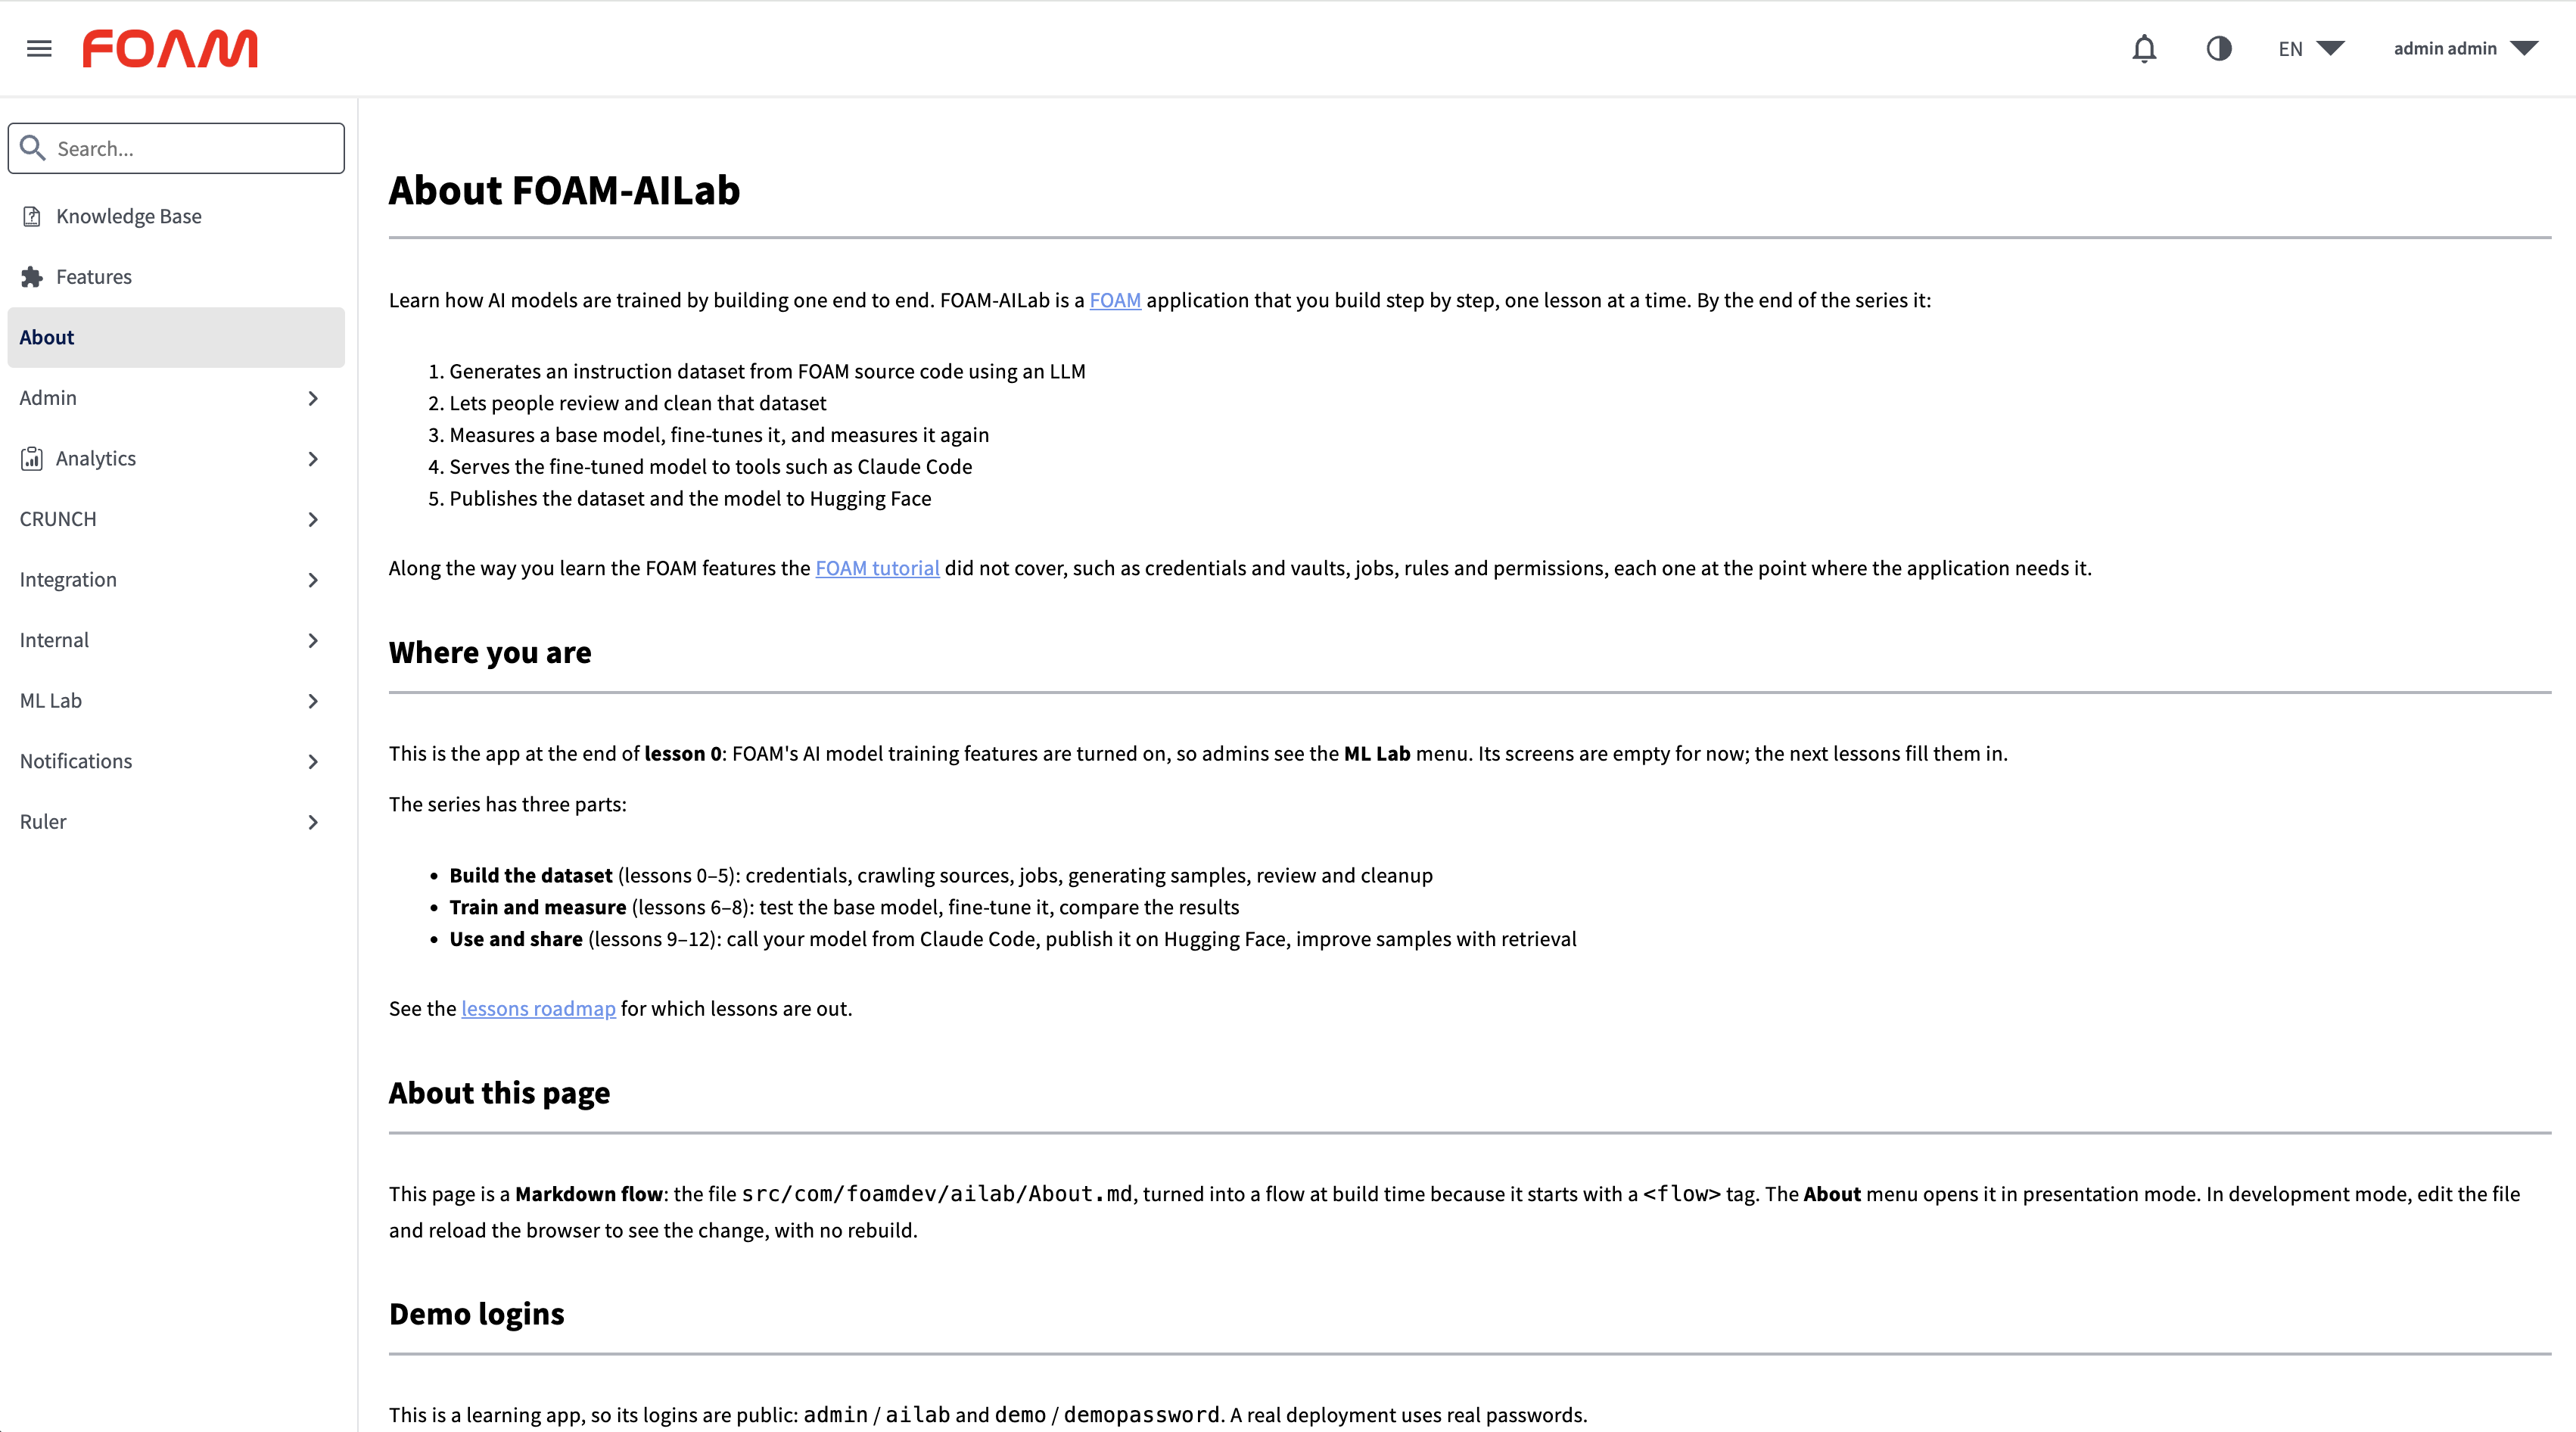 FOAM
EN
admin admin
Search...
Knowledge Base
Features
About
Admin
Analytics
CRUNCH
Integration
Internal
ML Lab
Notifications
Ruler
About FOAM-AILab
Learn how AI models are trained by building one end to end. FOAM-AILab is a FOAM application that you build step by step, one lesson at a time. By the end of the series it:
1. Generates an instruction dataset from FOAM source code using an LLM
2. Lets people review and clean that dataset
3. Measures a base model, fine-tunes it, and measures it again
4. Serves the fine-tuned model to tools such as Claude Code
5. Publishes the dataset and the model to Hugging Face
Along the way you learn the FOAM features the FOAM tutorial did not cover, such as credentials and vaults, jobs, rules and permissions, each one at the point where the application needs it.
Where you are
This is the app at the end of lesson 0: FOAM's AI model training features are turned on, so admins see the ML Lab menu. Its screens are empty for now; the next lessons fill them in.
The series has three parts:
• Build the dataset (lessons 0–5): credentials, crawling sources, jobs, generating samples, review and cleanup
• Train and measure (lessons 6–8): test the base model, fine-tune it, compare the results
• Use and share (lessons 9–12): call your model from Claude Code, publish it on Hugging Face, improve samples with retrieval
See the lessons roadmap for which lessons are out.
About this page
This page is a Markdown flow: the file src/com/foamdev/ailab/About.md, turned into a flow at build time because it starts with a <flow> tag. The About menu opens it in presentation mode. In development mode, edit the file
and reload the browser to see the change, with no rebuild.
Demo logins
This is a learning app, so its logins are public: admin / ailab and demo / demopassword. A real deployment uses real passwords.